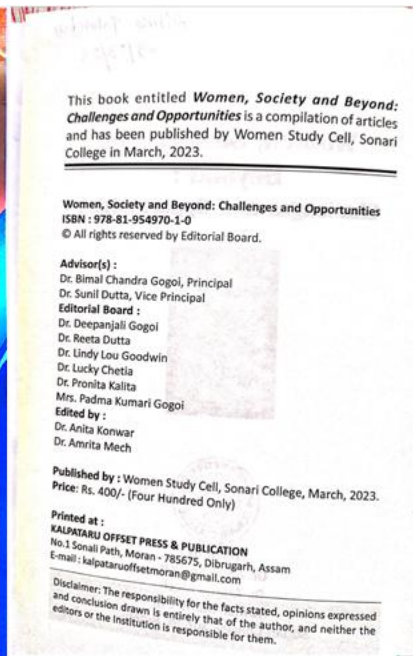 This book entitled Women, Society and Beyond:
Challenges and Opportunities is a compilation of articles
and has been published by Women Study Cell, Sonari
College in March, 2023.
Women, Society and Beyond: Challenges and Opportunities
ISBN : 978-81-954970-1-0
© All rights reserved by Editorial Board.
Advisor(s) :
Dr. Bimal Chandra Gogoi, Principal
Dr. Sunil Dutta, Vice Principal
Editorial Board :
Dr. Deepanjali Gogoi
Dr. Reeta Dutta
Dr. Lindy Lou Goodwin
Dr. Lucky Chetia
Dr. Pronita Kalita
Mrs. Padma Kumari Gogoi
Edited by :
Dr. Anita Konwar
Dr. Amrita Mech
Published by : Women Study Cell, Sonari College, March, 2023.
Price: Rs. 400/- (Four Hundred Only)
Printed at :
KALPATARU OFFSET PRESS & PUBLICATION
No.1 Sonali Path, Moran - 785675, Dibrugarh, Assam
E-mail : kalpataruoffsetmoran@gmail.com
Disclaimer: The responsibility for the facts stated, opinions expressed
and conclusion drawn is entirely that of the author, and neither the
editors or the Institution is responsible for them.